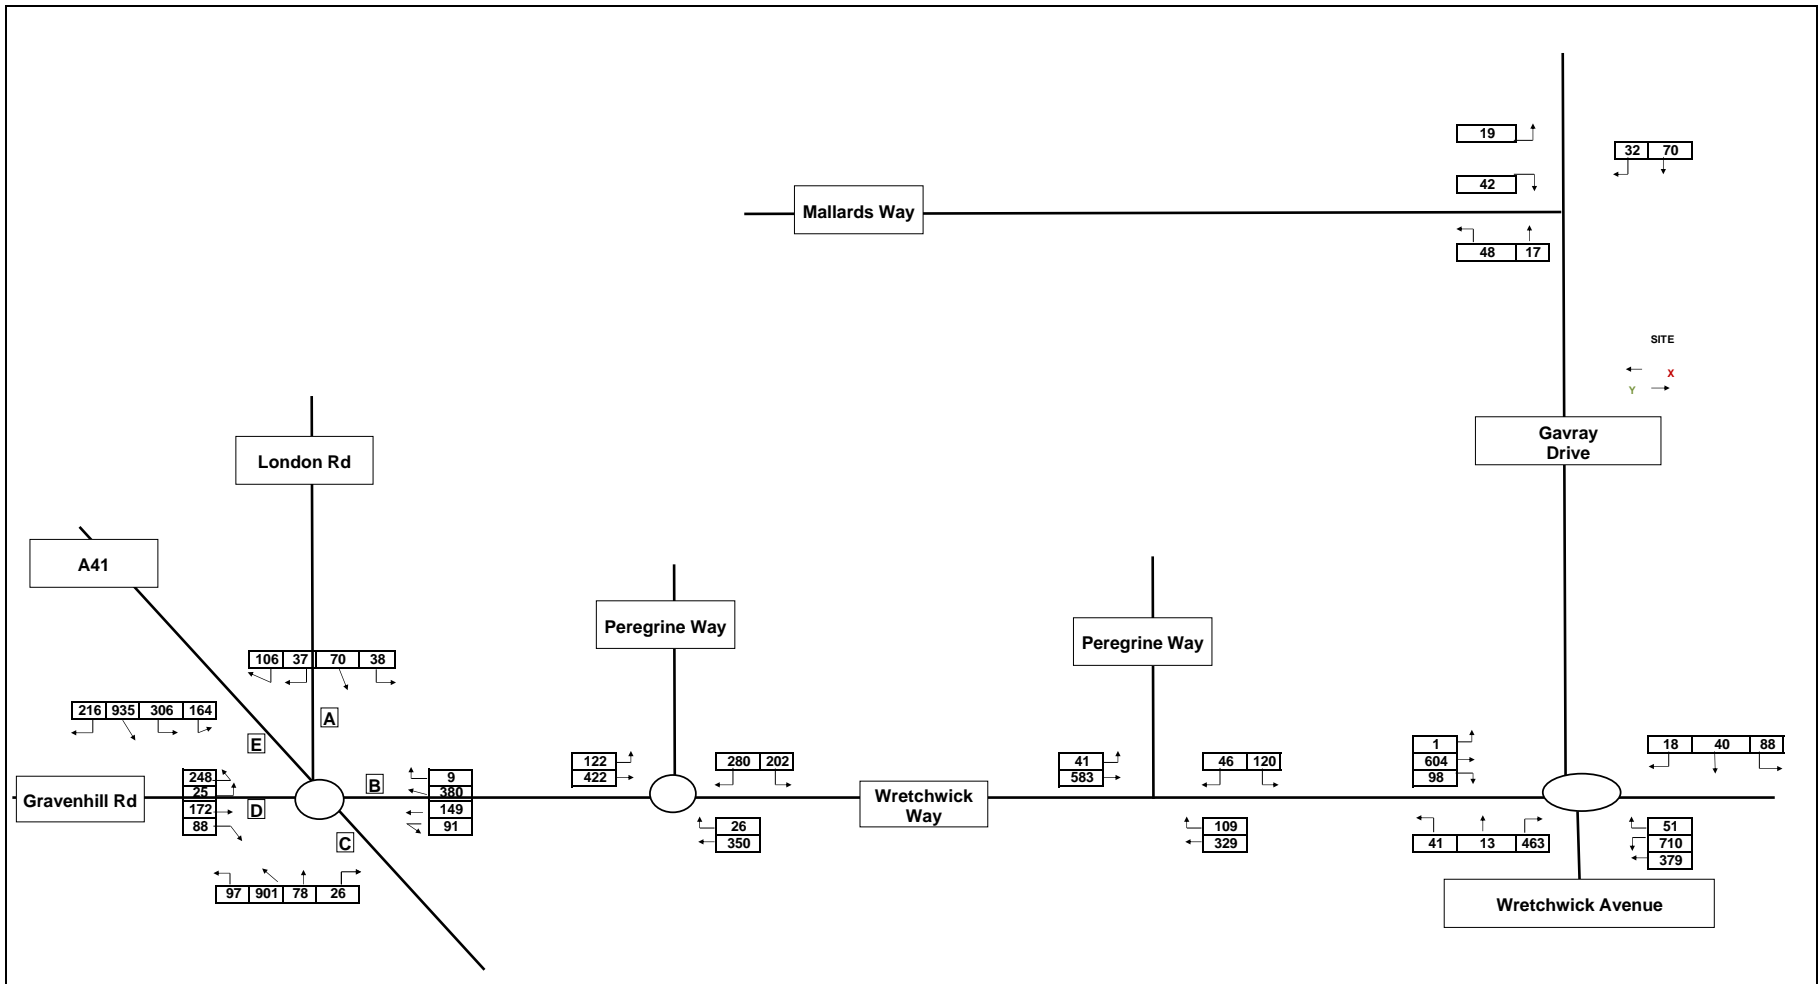 19
32 70
42
Mallards Way
48 17
SITE
X
Y
Gavray
Drive
London Rd
A41
Peregrine Way
Peregrine Way
106 37 70 38
216 935 306 164
A
E
248
25
172
88
Gravenhill Rd
D
B
9
380
149
91
C
97 901 78 26
122
422
280 202
26
350
Wretchwick
Way
41
583
46 120
109
329
1
604
98
18 40 88
41 13 463
51
710
379
Wretchwick Avenue